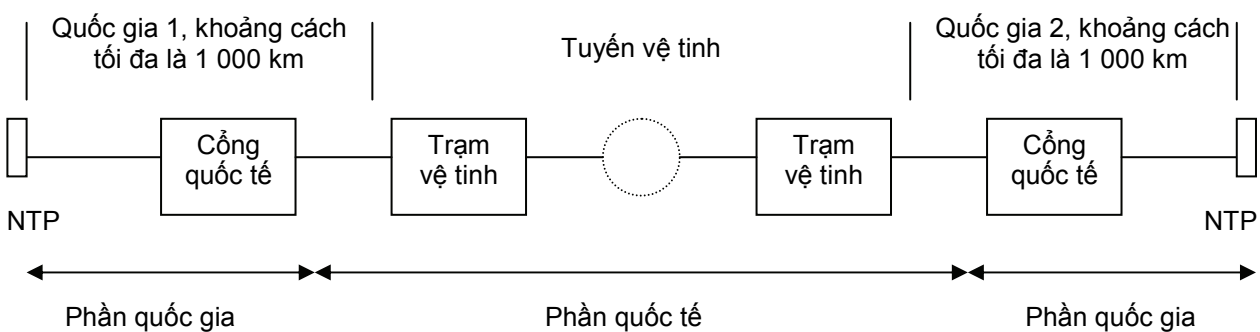 Quốc gia 1, khoảng cách
tối đa là 1 000 km
Tuyến vệ tinh
Quốc gia 2, khoảng cách
tối đa là 1 000 km
Cổng
quốc tế
Trạm
vệ tinh
Trạm
vệ tinh
Cổng
quốc tế
NTP
NTP
Phần quốc gia
Phần quốc tế
Phần quốc gia